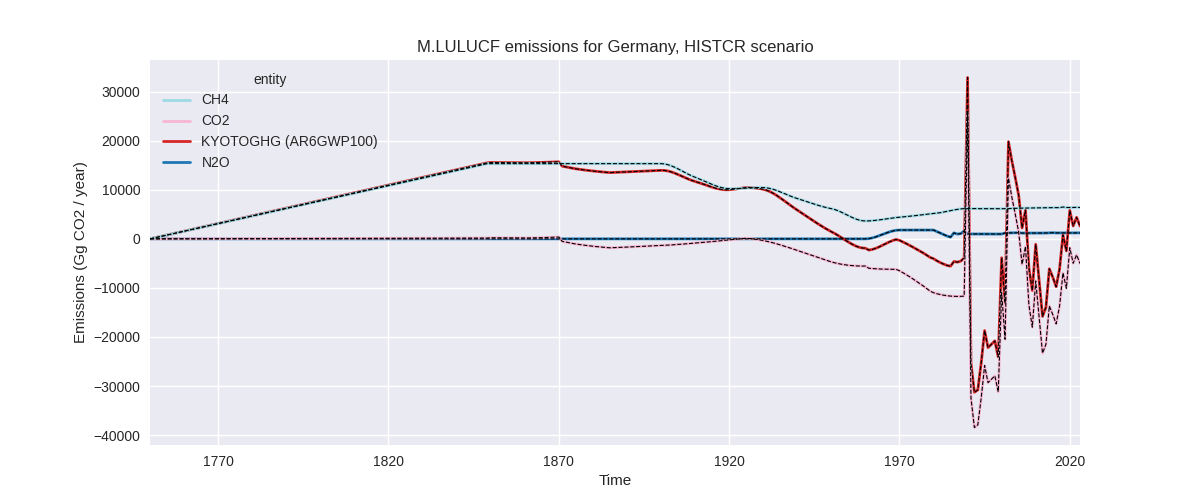 M.LULUCF emissions for Germany, HISTCR scenario
entity
CH4
CO2
KYOTOGHG (AR6GWP100)
N2O
30000
20000
10000
0
−10000
−20000
−30000
−40000
Emissions (Gg CO2 / year)
1770
1820
1870
1920
1970
2020
Time